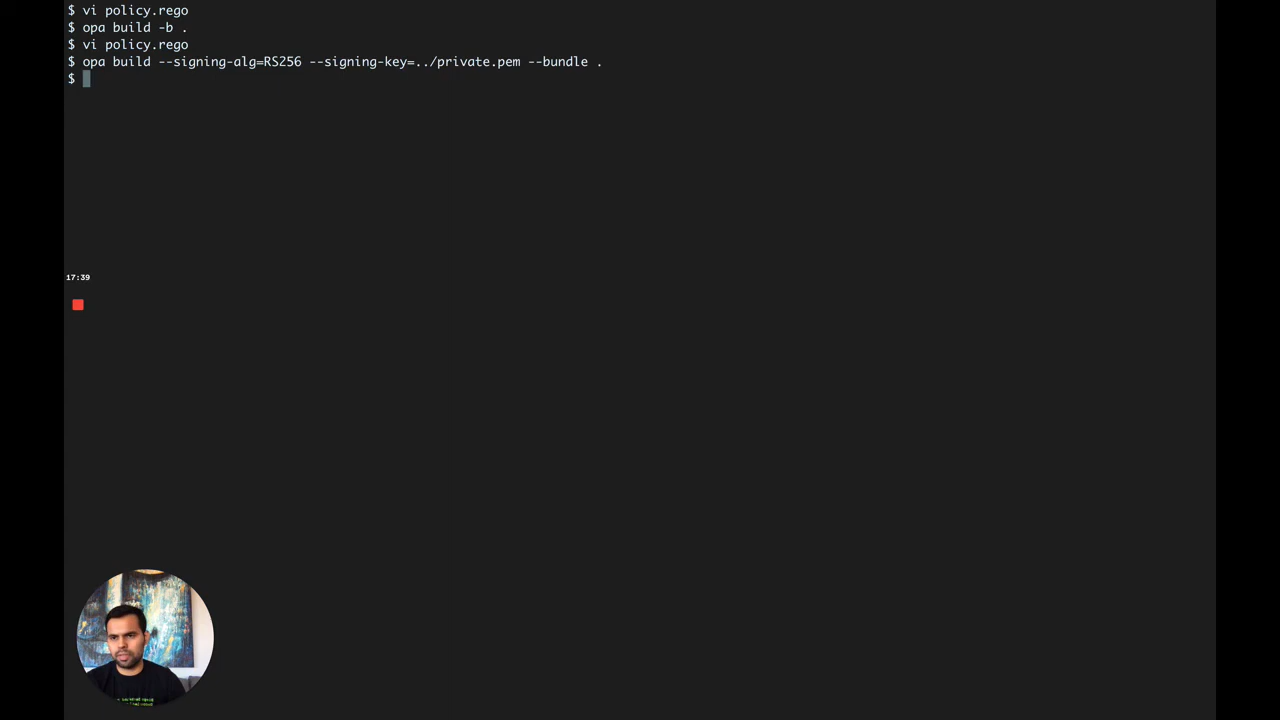 $ vi policy.rego
$ opa build -b .
$ vi policy.rego
$ opa build --signing-alg=RS256 --signing-key=../private.pem --bundle .
$
17:39